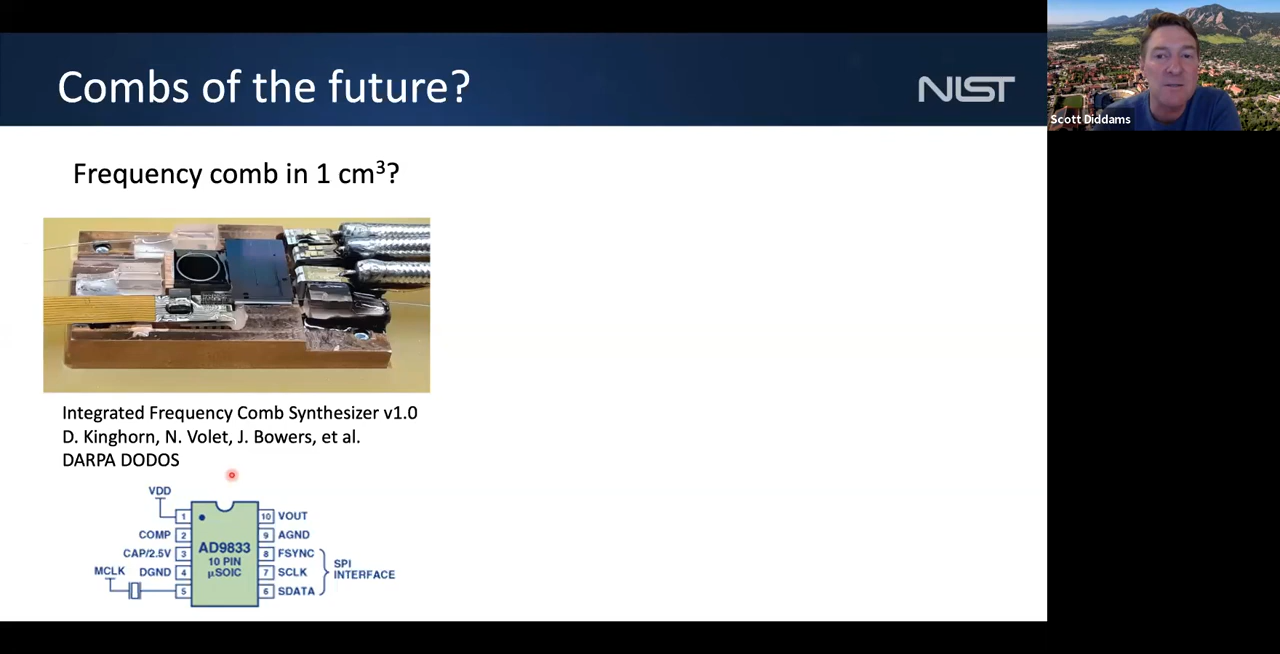 Combs of the future?
NIST
Scott Diddams
Frequency comb in 1 cm³?
Integrated Frequency Comb Synthesizer v1.0
D. Kinghorn, N. Volet, J. Bowers, et al.
DARPA DODOS
VDD
1
10 VOUT
COMP 2
9 AGND
CAP/2.5V 3
8 FSYNC
MCLK
DGND 4
7 SCLK
5
6 SDATA
AD9833
10 PIN
µSOIC
SPI
INTERFACE